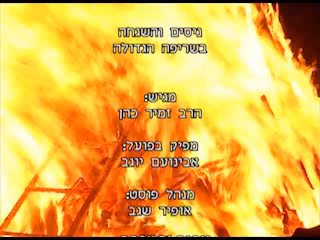 ניסים והשגחה
בשריפה הגדולה
מגיש:
הרב זמיר כהן
מפיק בפועל:
אבינועם יוגב
מנהל פוסט:
אופיר שגב